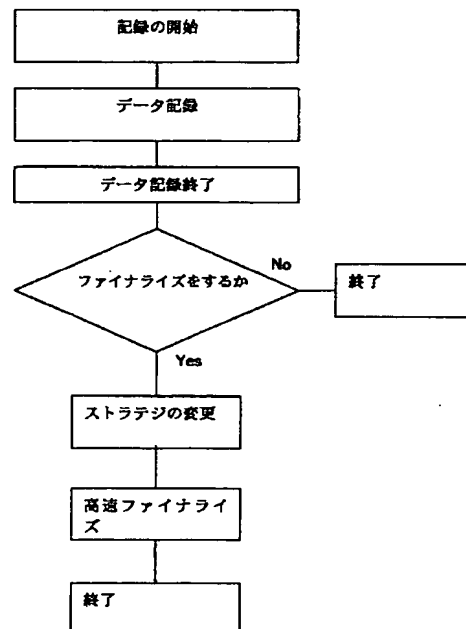 記録の開始
データ記録
データ記録終了
ファイナライズをするか
No
終了
Yes
ストラテジの変更
高速ファイナライ
ズ
終了